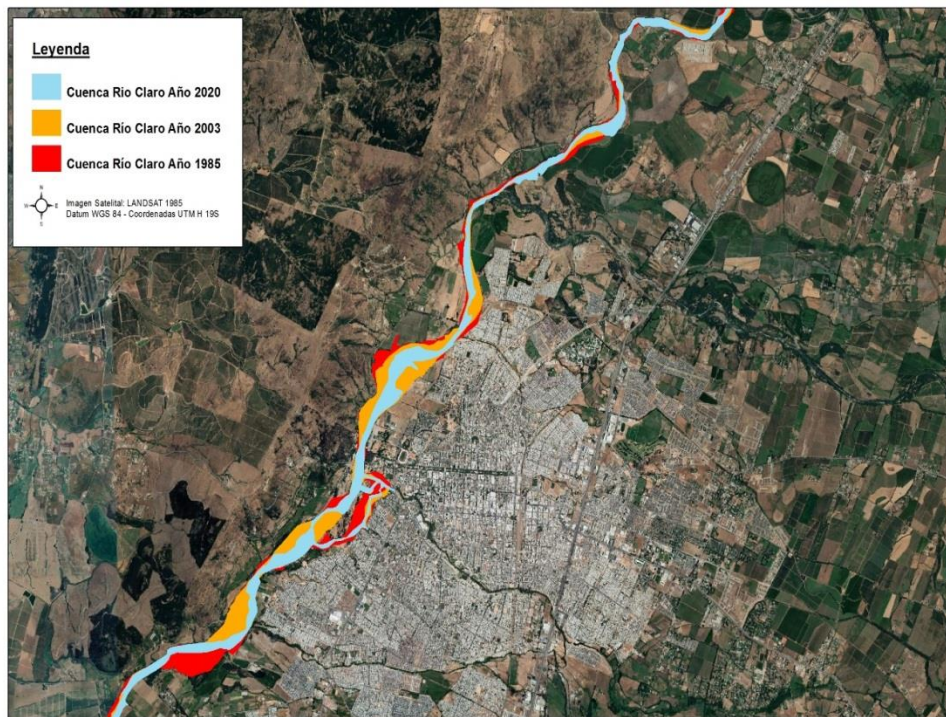 Leyenda
Cuenca Río Claro Año 2020
Cuenca Río Claro Año 2003
Cuenca Río Claro Año 1985
N
W E
S
Imagen Satelital: LANDSAT 1985
Datum WGS 84 - Coordenadas UTM H 19S